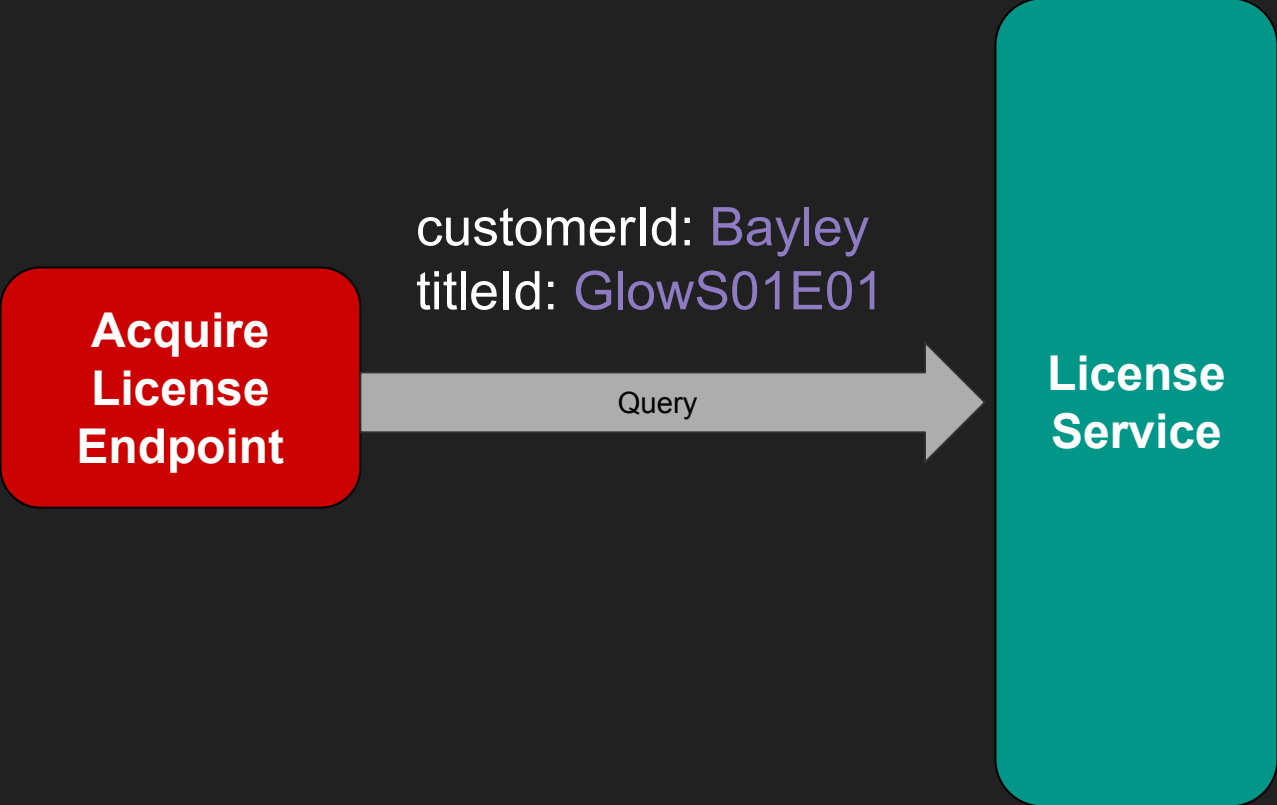 customerId: Bayley
titleId: GlowS01E01
Acquire
License
Endpoint
Query
License
Service